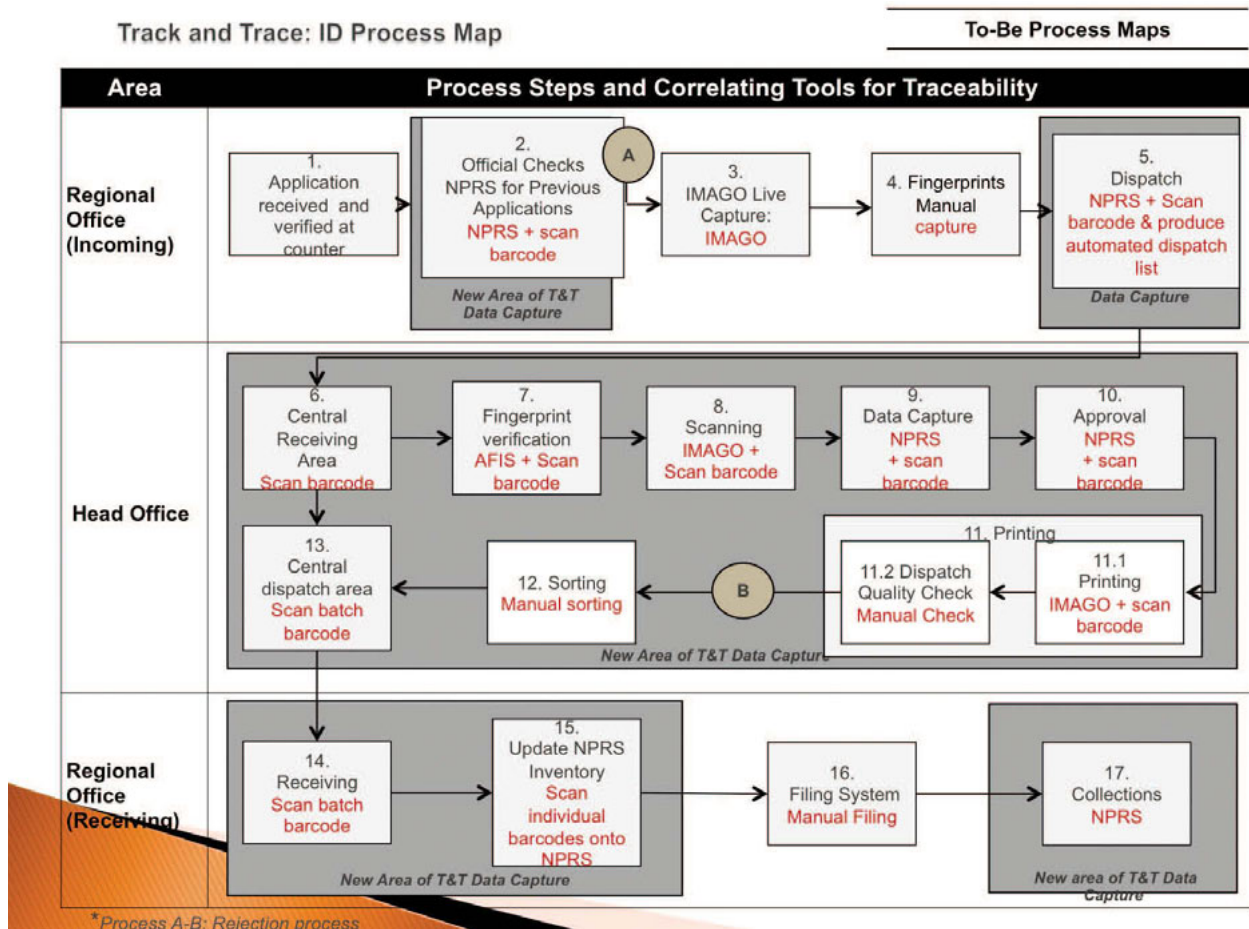 Track and Trace: ID Process Map
To-Be Process Maps
Area
Process Steps and Correlating Tools for Traceability
Regional
Office
(Incoming)
1.
Application
received and
verified at
counter
2.
Official Checks
NPRS for Previous
Applications
NPRS + scan
barcode
New Area of T&T
Data Capture
A
3.
IMAGO Live
Capture:
IMAGO
4. Fingerprints
Manual
capture
5.
Dispatch
NPRS + Scan
barcode & produce
automated dispatch
list
Data Capture
Head Office
6.
Central
Receiving
Area
Scan barcode
7.
Fingerprint
verification
AFIS + Scan
barcode
8.
Scanning
IMAGO +
Scan barcode
9.
Data Capture
NPRS
+ scan
barcode
10.
Approval
NPRS
+ scan
barcode
11. Printing
11.1
Printing
IMAGO + scan
barcode
11.2 Dispatch
Quality Check
Manual Check
B
12. Sorting
Manual sorting
13.
Central
dispatch area
Scan batch
barcode
New Area of T&T Data Capture
Regional
Office
(Receiving)
14.
Receiving
Scan batch
barcode
15.
Update NPRS
Inventory
Scan
individual
barcodes onto
NPRS
New Area of T&T Data Capture
16.
Filing System
Manual Filing
17.
Collections
NPRS
New area of T&T Data
Capture
*Process A-B: Rejection process